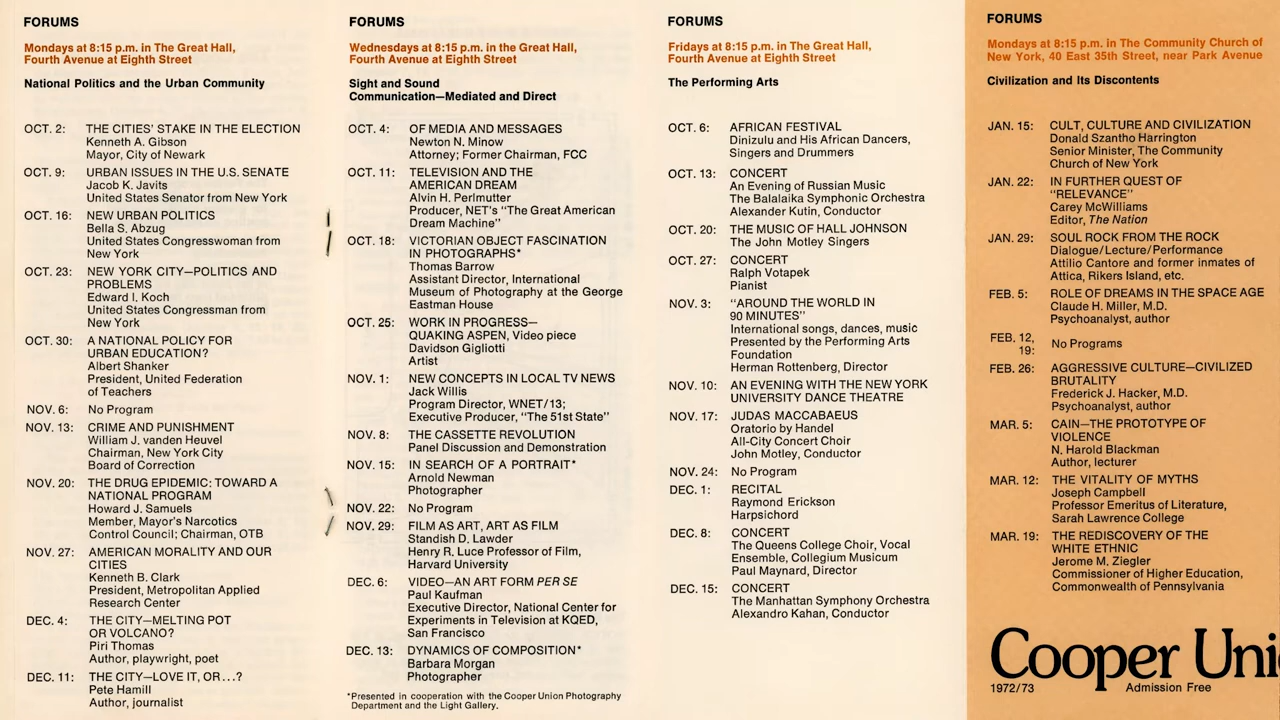 FORUMS
Mondays at 8:15 p.m. in The Great Hall,
Fourth Avenue at Eighth Street
National Politics and the Urban Community
OCT. 2: THE CITIES' STAKE IN THE ELECTION
Kenneth A. Gibson
Mayor, City of Newark
OCT. 9: URBAN ISSUES IN THE U.S. SENATE
Jacob K. Javits
United States Senator from New York
OCT. 16: NEW URBAN POLITICS
Bella S. Abzug
United States Congresswoman from
New York
OCT. 23: NEW YORK CITY—POLITICS AND
PROBLEMS
Edward I. Koch
United States Congressman from
New York
OCT. 30: A NATIONAL POLICY FOR
URBAN EDUCATION?
Albert Shanker
President, United Federation
of Teachers
NOV. 6: No Program
NOV. 13: CRIME AND PUNISHMENT
William J. vanden Heuvel
Chairman, New York City
Board of Correction
NOV. 20: THE DRUG EPIDEMIC: TOWARD A
NATIONAL PROGRAM
Howard J. Samuels
Member, Mayor's Narcotics
Control Council; Chairman, OTB
NOV. 27: AMERICAN MORALITY AND OUR
CITIES
Kenneth B. Clark
President, Metropolitan Applied
Research Center
DEC. 4: THE CITY—MELTING POT
OR VOLCANO?
Piri Thomas
Author, playwright, poet
DEC. 11: THE CITY—LOVE IT, OR...?
Pete Hamill
Author, journalist
FORUMS
Wednesdays at 8:15 p.m. in the Great Hall,
Fourth Avenue at Eighth Street
Sight and Sound
Communication—Mediated and Direct
OCT. 4: OF MEDIA AND MESSAGES
Newton N. Minow
Attorney; Former Chairman, FCC
OCT. 11: TELEVISION AND THE
AMERICAN DREAM
Alvin H. Perlmutter
Producer, NET's "The Great American
Dream Machine"
OCT. 18: VICTORIAN OBJECT FASCINATION
IN PHOTOGRAPHS*
Thomas Barrow
Assistant Director, International
Museum of Photography at the George
Eastman House
OCT. 25: WORK IN PROGRESS—
QUAKING ASPEN, Video piece
Davidson Gigliotti
Artist
NOV. 1: NEW CONCEPTS IN LOCAL TV NEWS
Jack Willis
Program Director, WNET/13;
Executive Producer, "The 51st State"
NOV. 8: THE CASSETTE REVOLUTION
Panel Discussion and Demonstration
NOV. 15: IN SEARCH OF A PORTRAIT*
Arnold Newman
Photographer
NOV. 22: No Program
NOV. 29: FILM AS ART, ART AS FILM
Standish D. Lawder
Henry R. Luce Professor of Film,
Harvard University
DEC. 6: VIDEO—AN ART FORM PER SE
Paul Kaufman
Executive Director, National Center for
Experiments in Television at KQED,
San Francisco
DEC. 13: DYNAMICS OF COMPOSITION*
Barbara Morgan
Photographer
*Presented in cooperation with the Cooper Union Photography
Department and the Light Gallery.
FORUMS
Fridays at 8:15 p.m. in The Great Hall,
Fourth Avenue at Eighth Street
The Performing Arts
OCT. 6: AFRICAN FESTIVAL
Dinizulu and His African Dancers,
Singers and Drummers
OCT. 13: CONCERT
An Evening of Russian Music
The Balalaika Symphonic Orchestra
Alexander Kutin, Conductor
OCT. 20: THE MUSIC OF HALL JOHNSON
The John Motley Singers
OCT. 27: CONCERT
Ralph Votapek
Pianist
NOV. 3: "AROUND THE WORLD IN
90 MINUTES"
International songs, dances, music
Presented by the Performing Arts
Foundation
Herman Rottenberg, Director
NOV. 10: AN EVENING WITH THE NEW YORK
UNIVERSITY DANCE THEATRE
NOV. 17: JUDAS MACCABAEUS
Oratorio by Handel
All-City Concert Choir
John Motley, Conductor
NOV. 24: No Program
DEC. 1: RECITAL
Raymond Erickson
Harpsichord
DEC. 8: CONCERT
The Queens College Choir, Vocal
Ensemble, Collegium Musicum
Paul Maynard, Director
DEC. 15: CONCERT
The Manhattan Symphony Orchestra
Alexandro Kahan, Conductor
FORUMS
Mondays at 8:15 p.m. in The Community Church of
New York, 40 East 35th Street, near Park Avenue
Civilization and Its Discontents
JAN. 15: CULT, CULTURE AND CIVILIZATION
Donald Szantho Harrington
Senior Minister, The Community
Church of New York
JAN. 22: IN FURTHER QUEST OF
"RELEVANCE"
Carey McWilliams
Editor, The Nation
JAN. 29: SOUL ROCK FROM THE ROCK
Dialogue/Lecture/Performance
Attilio Cantore and former inmates of
Attica, Rikers Island, etc.
FEB. 5: ROLE OF DREAMS IN THE SPACE AGE
Claude H. Miller, M.D.
Psychoanalyst, author
FEB. 12,
19: No Programs
FEB. 26: AGGRESSIVE CULTURE—CIVILIZED
BRUTALITY
Frederick J. Hacker, M.D.
Psychoanalyst, author
MAR. 5: CAIN—THE PROTOTYPE OF
VIOLENCE
N. Harold Blackman
Author, lecturer
MAR. 12: THE VITALITY OF MYTHS
Joseph Campbell
Professor Emeritus of Literature,
Sarah Lawrence College
MAR. 19: THE REDISCOVERY OF THE
WHITE ETHNIC
Jerome M. Ziegler
Commissioner of Higher Education,
Commonwealth of Pennsylvania
Cooper Uni
1972/73 Admission Free